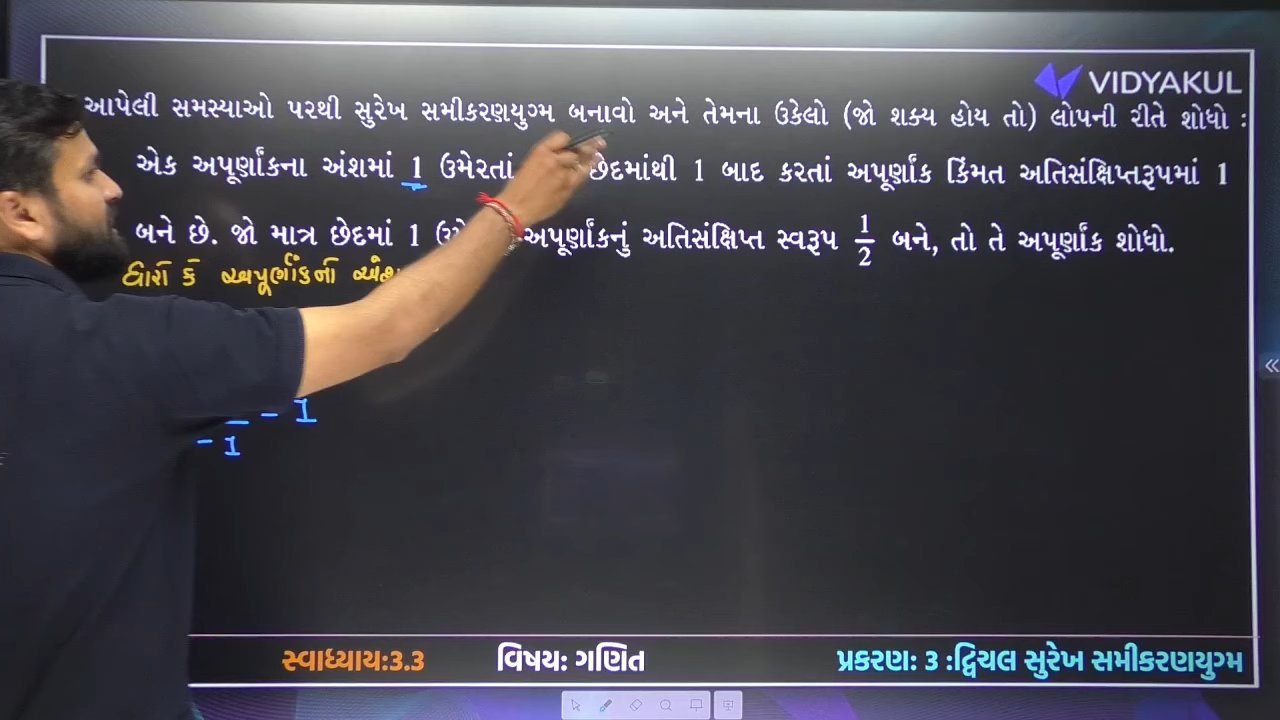 VIDYAKUL
આપેલી સમસ્યાઓ પરથી સુરેખ સમીકરણયુગ્મ બનાવો અને તેમના ઉકેલો (જો શક્ય હોય તો) લોપની રીતે શોધો :
એક અપૂર્ણાંકના અંશમાં 1 ઉમેરતાં છેદમાંથી 1 બાદ કરતાં અપૂર્ણાંક કિંમત અતિસંક્ષિપ્તરૂપમાં 1
બને છે. જો માત્ર છેદમાં 1 અપૂર્ણાંકનું અતિસંક્ષિપ્ત સ્વરૂપ 1/2 બને, તો તે અપૂર્ણાંક શોધો.
ધારો કે અપૂર્ણાંકનો
- 1
- 1
સ્વાધ્યાય:3.3 વિષય: ગણિત પ્રકરણ: 3 :દ્વિચલ સુરેખ સમીકરણયુગ્મ